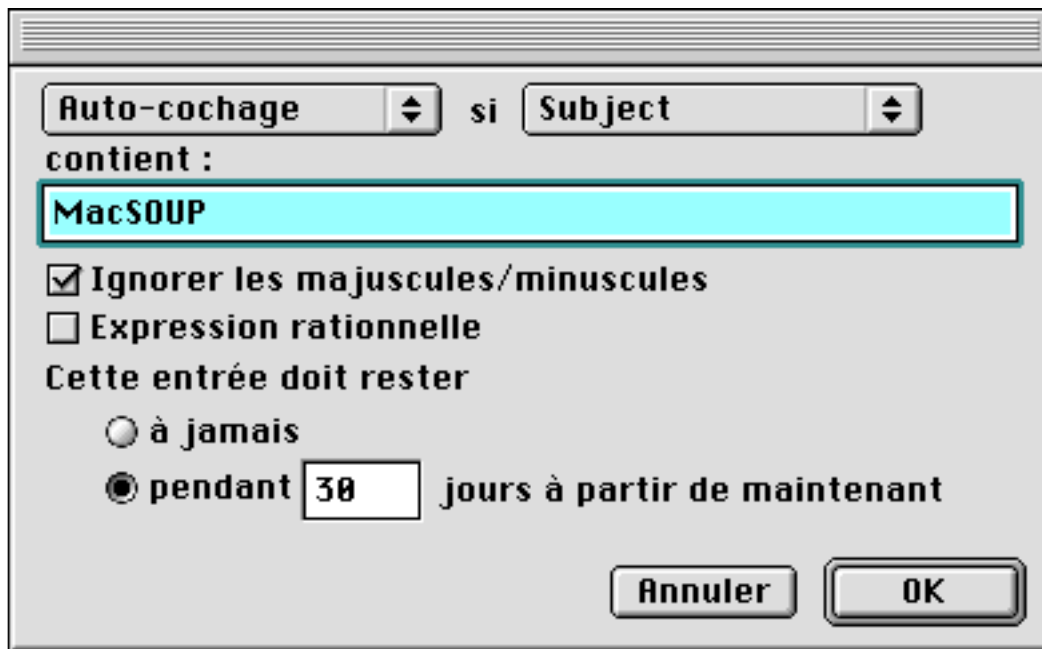 Auto-cochage si Subject
contient :
MacSOUP
Ignorer les majuscules/minuscules
Expression rationnelle
Cette entrée doit rester
à jamais
pendant 30 jours à partir de maintenant
Annuler OK